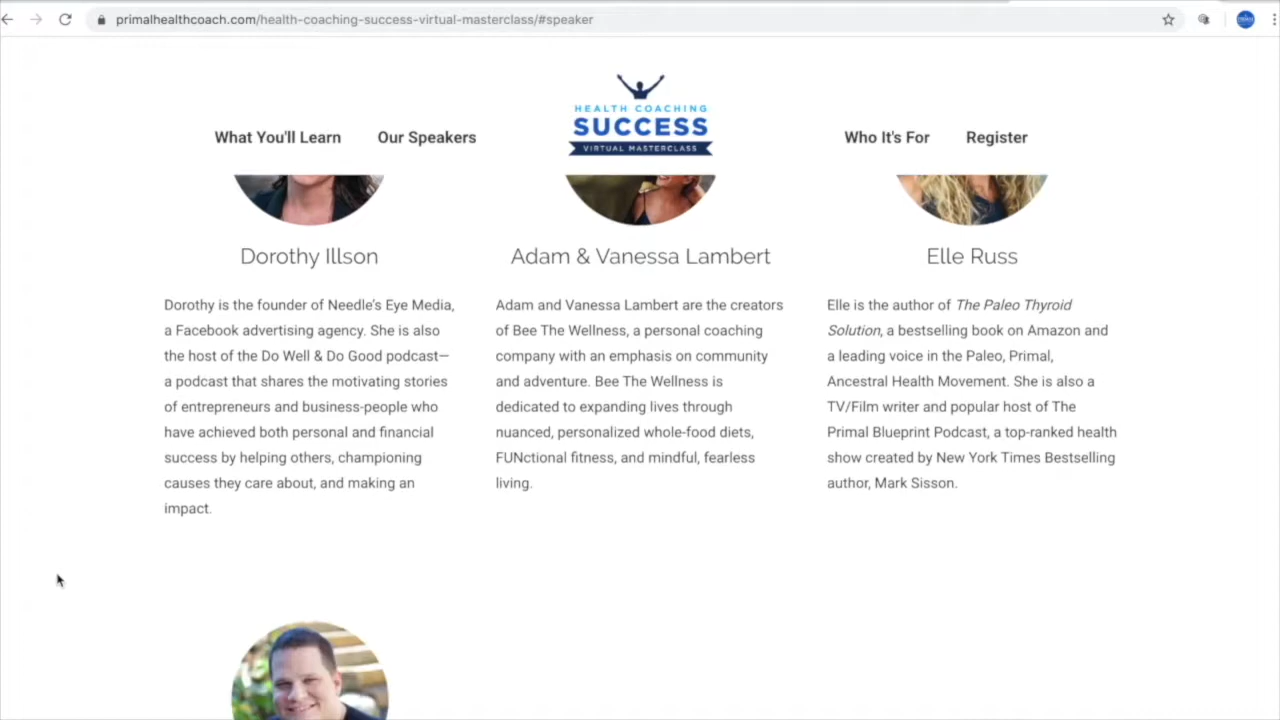 primalhealthcoach.com/health-coaching-success-virtual-masterclass/#speaker
What You'll Learn
Our Speakers
HEALTH COACHING
SUCCESS
VIRTUAL MASTERCLASS
Who It's For
Register
Dorothy Illson
Dorothy is the founder of Needle's Eye Media,
a Facebook advertising agency. She is also
the host of the Do Well & Do Good podcast—
a podcast that shares the motivating stories
of entrepreneurs and business-people who
have achieved both personal and financial
success by helping others, championing
causes they care about, and making an
impact.
Adam & Vanessa Lambert
Adam and Vanessa Lambert are the creators
of Bee The Wellness, a personal coaching
company with an emphasis on community
and adventure. Bee The Wellness is
dedicated to expanding lives through
nuanced, personalized whole-food diets,
FUNctional fitness, and mindful, fearless
living.
Elle Russ
Elle is the author of The Paleo Thyroid
Solution, a bestselling book on Amazon and
a leading voice in the Paleo, Primal,
Ancestral Health Movement. She is also a
TV/Film writer and popular host of The
Primal Blueprint Podcast, a top-ranked health
show created by New York Times Bestselling
author, Mark Sisson.